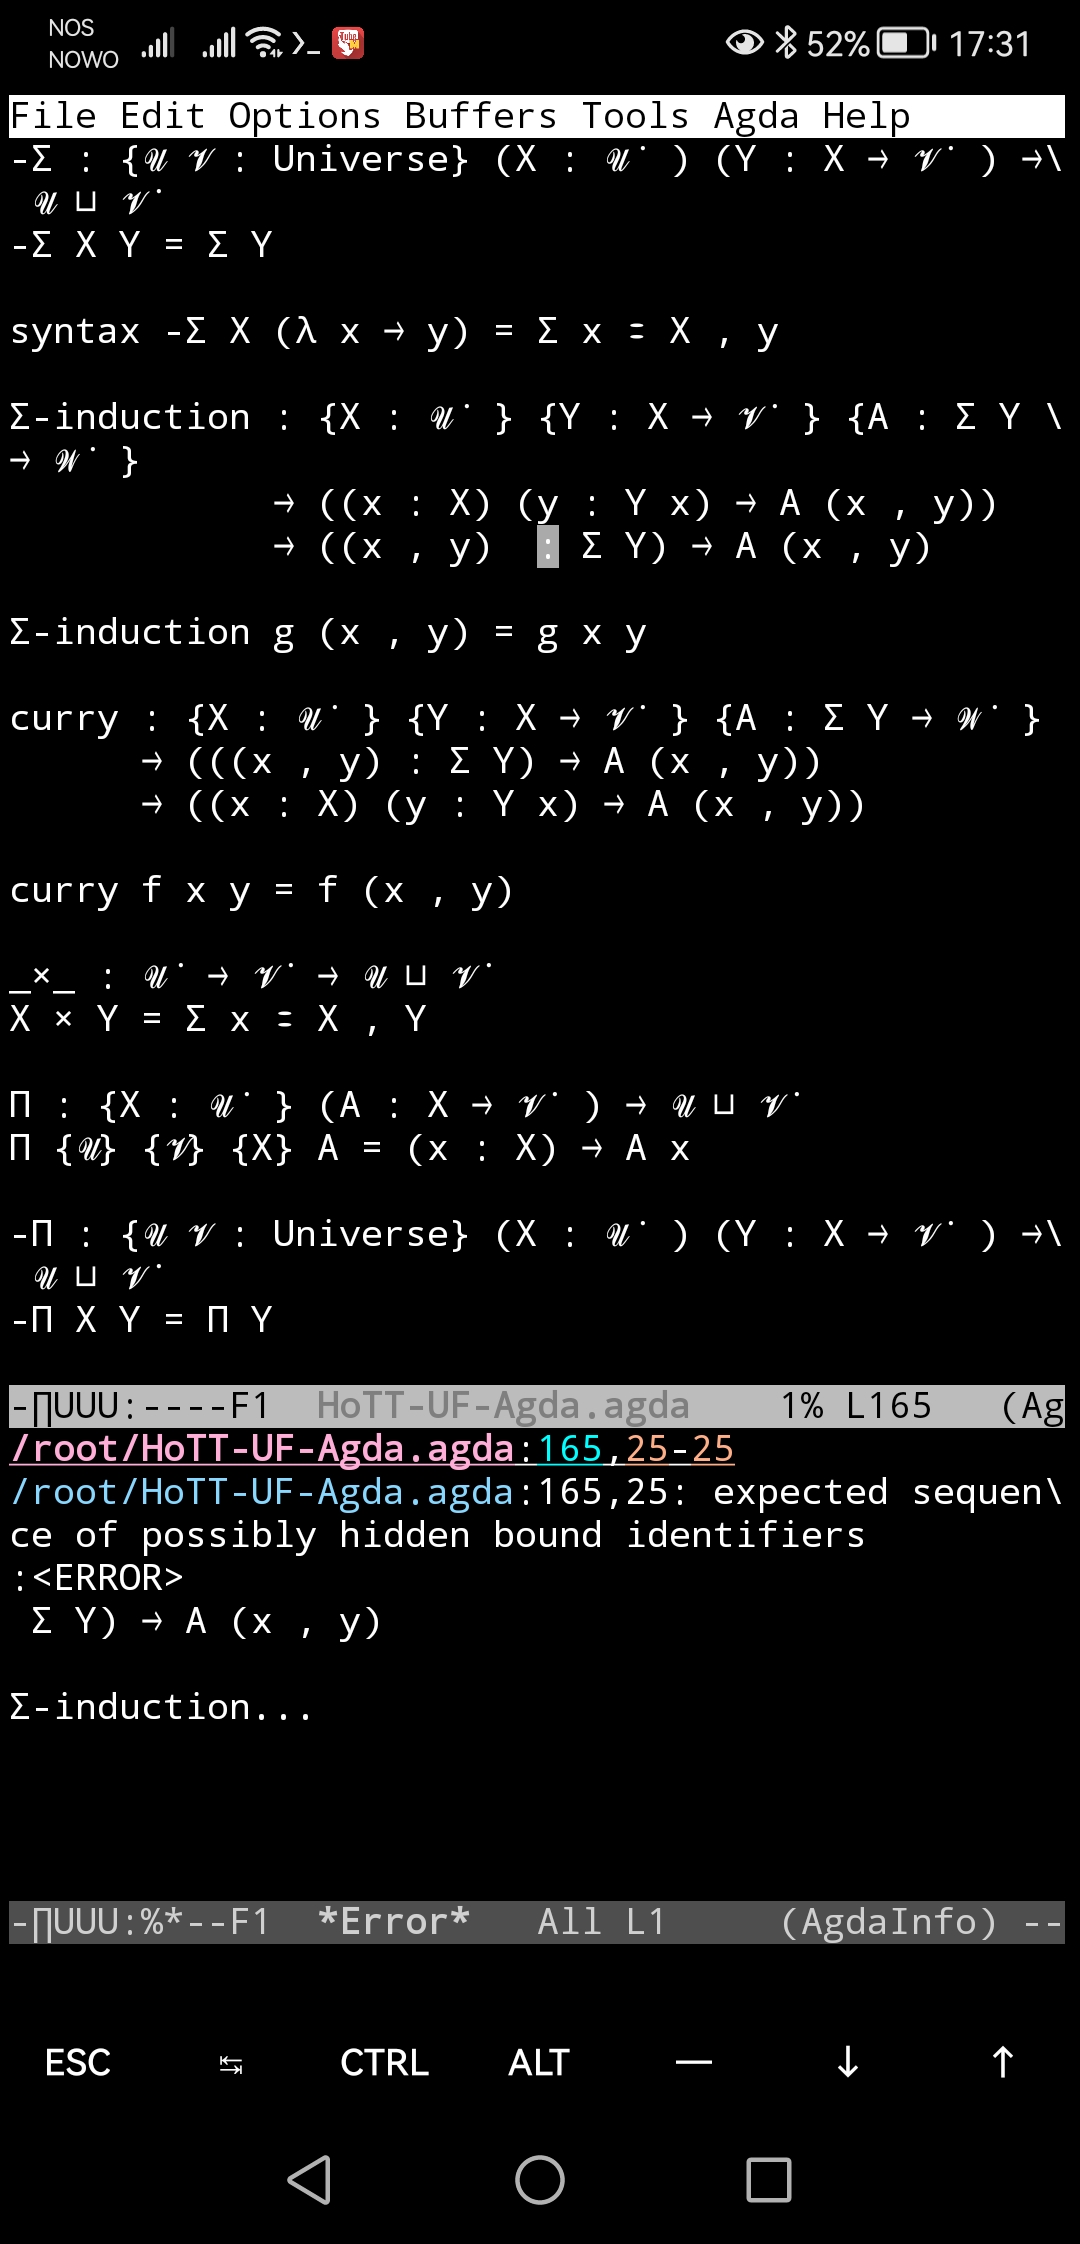 NOS
NOWO
52% 17:31
File Edit Options Buffers Tools Agda Help
-Σ : {𝓤 𝓥 : Universe} (X : 𝓤 ̇ ) (Y : X → 𝓥 ̇ ) →\
 𝓤 ⊔ 𝓥 ̇
-Σ X Y = Σ Y
syntax -Σ X (λ x → y) = Σ x ꞉ X , y
Σ-induction : {X : 𝓤 ̇ } {Y : X → 𝓥 ̇ } {A : Σ Y \
→ 𝓦 ̇ }
            → ((x : X) (y : Y x) → A (x , y))
            → ((x , y)  : Σ Y) → A (x , y)
Σ-induction g (x , y) = g x y
curry : {X : 𝓤 ̇ } {Y : X → 𝓥 ̇ } {A : Σ Y → 𝓦 ̇ }
      → (((x , y) : Σ Y) → A (x , y))
      → ((x : X) (y : Y x) → A (x , y))
curry f x y = f (x , y)
_×_ : 𝓤 ̇ → 𝓥 ̇ → 𝓤 ⊔ 𝓥 ̇
X × Y = Σ x ꞉ X , Y
Π : {X : 𝓤 ̇ } (A : X → 𝓥 ̇ ) → 𝓤 ⊔ 𝓥 ̇
Π {𝓤} {𝓥} {X} A = (x : X) → A x
-Π : {𝓤 𝓥 : Universe} (X : 𝓤 ̇ ) (Y : X → 𝓥 ̇ ) →\
 𝓤 ⊔ 𝓥 ̇
-Π X Y = Π Y
-∏UUU:----F1  HoTT-UF-Agda.agda    1% L165   (Ag
/root/HoTT-UF-Agda.agda:165,25-25
/root/HoTT-UF-Agda.agda:165,25: expected sequen\
ce of possibly hidden bound identifiers
:<ERROR>
 Σ Y) → A (x , y)
Σ-induction...
-∏UUU:%*--F1  *Error*   All L1     (AgdaInfo) --
ESC ↹ CTRL ALT — ↓ ↑